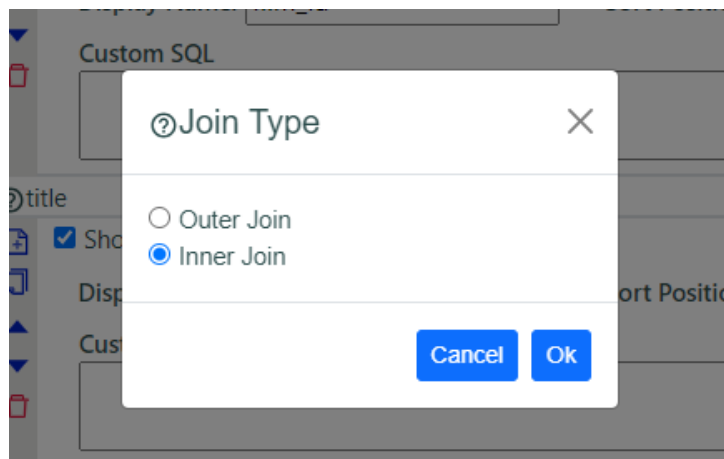 Custom SQL
Join Type
title
Outer Join
Inner Join
Cancel Ok